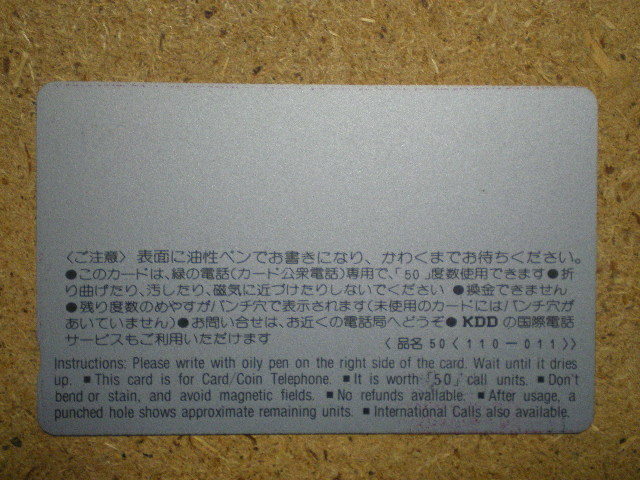 〈ご注意〉表面に油性ペンでお書きになり、かわくまでお待ちください。
●このカードは、緑の電話(カード公衆電話)専用で、「50」度数使用できます●折
り曲げたり、汚したり、磁気に近づけたりしないでください ●換金できません
●残り度数のめやすがパンチ穴で表示されます(未使用のカードにはパンチ穴が
あいていません)●お問い合せは、お近くの電話局へどうぞ● KDD の国際電話
サービスもご利用いただけます 〈品名 50〈110－011〉〉
Instructions: Please write with oily pen on the right side of the card. Wait until it dries
up. ■ This card is for Card/Coin Telephone. ■ It is worth「50」call units. ■ Don't
bend or stain, and avoid magnetic fields. ■ No refunds available. ■ After usage, a
punched hole shows approximate remaining units. ■ International Calls also available.